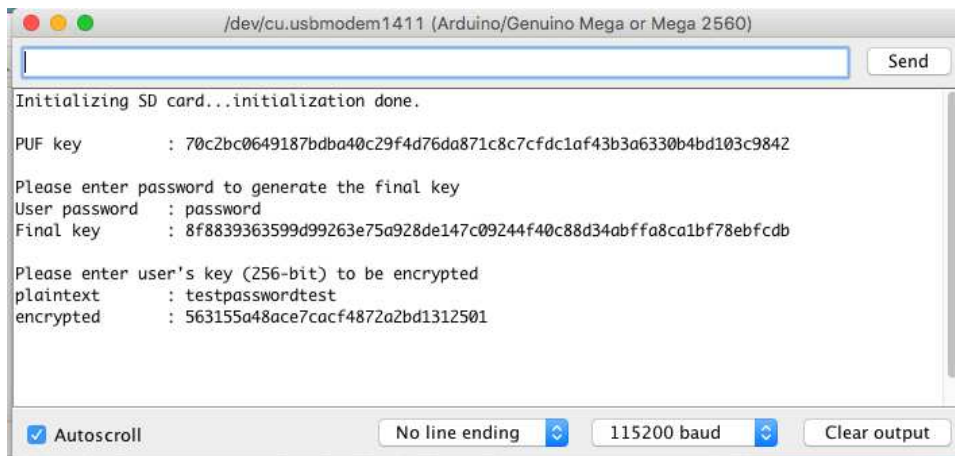 /dev/cu.usbmodem1411 (Arduino/Genuino Mega or Mega 2560)
Send
Initializing SD card...initialization done.
PUF key : 70c2bc0649187bdba40c29f4d76da871c8c7cfdc1af43b3a6330b4bd103c9842
Please enter password to generate the final key
User password : password
Final key : 8f8839363599d99263e75a928de147c09244f40c88d34abffa8ca1bf78ebfcdb
Please enter user's key (256-bit) to be encrypted
plaintext : testpasswordtest
encrypted : 563155a48ace7cacf4872a2bd1312501
Autoscroll No line ending 115200 baud Clear output